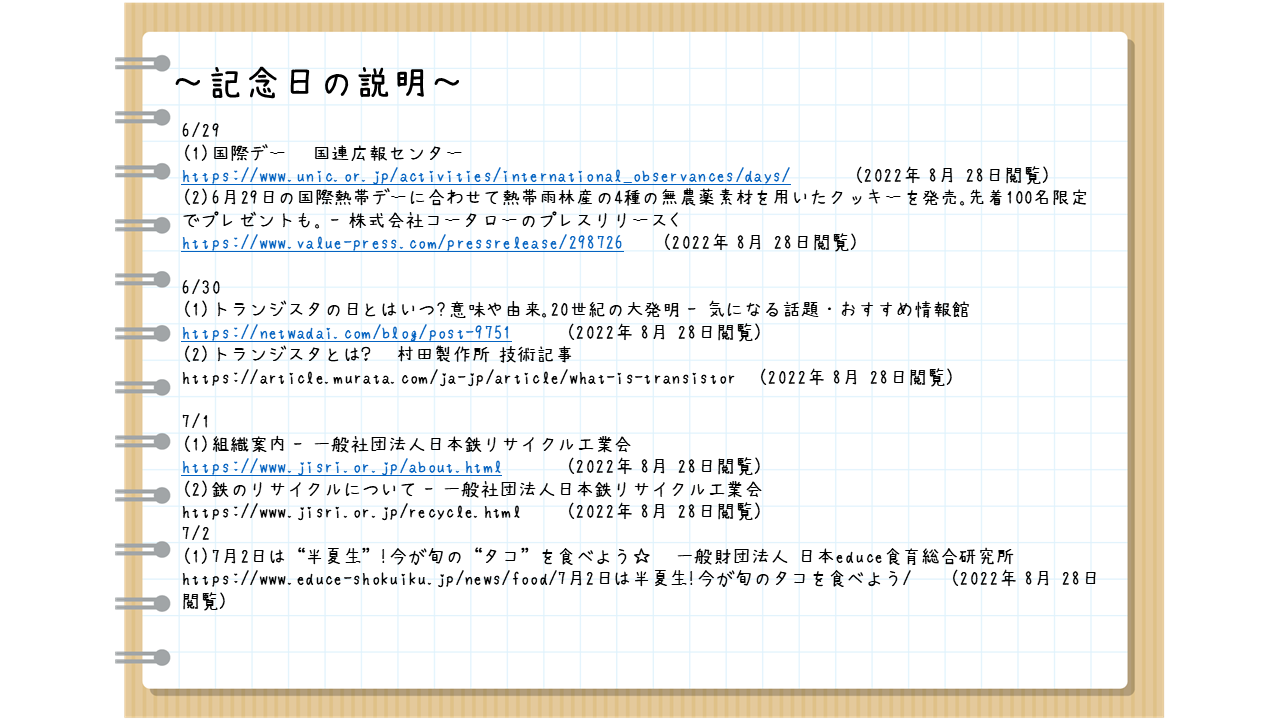 ～記念日の説明～
6/29
(1)国際デー　国連広報センター
https://www.unic.or.jp/activities/international_observances/days/　　　(2022年 8月 28日閲覧)
(2)6月29日の国際熱帯デーに合わせて熱帯雨林産の4種の無農薬素材を用いたクッキーを発売。先着100名限定
でプレゼントも。 - 株式会社コータローのプレスリリースく
https://www.value-press.com/pressrelease/298726　　(2022年 8月 28日閲覧)
6/30
(1)トランジスタの日とはいつ?意味や由来。20世紀の大発明 - 気になる話題・おすすめ情報館
https://netwadai.com/blog/post-9751　　　(2022年 8月 28日閲覧)
(2)トランジスタとは?　村田製作所 技術記事
https://article.murata.com/ja-jp/article/what-is-transistor　(2022年 8月 28日閲覧)
7/1
(1)組織案内 - 一般社団法人日本鉄リサイクル工業会
https://www.jisri.or.jp/about.html　　　(2022年 8月 28日閲覧)
(2)鉄のリサイクルについて - 一般社団法人日本鉄リサイクル工業会
https://www.jisri.or.jp/recycle.html　　(2022年 8月 28日閲覧)
7/2
(1)7月2日は“半夏生”!今が旬の“タコ”を食べよう☆　一般財団法人 日本educe食育総合研究所
https://www.educe-shokuiku.jp/news/food/7月2日は半夏生!今が旬のタコを食べよう/　　(2022年 8月 28日
閲覧)